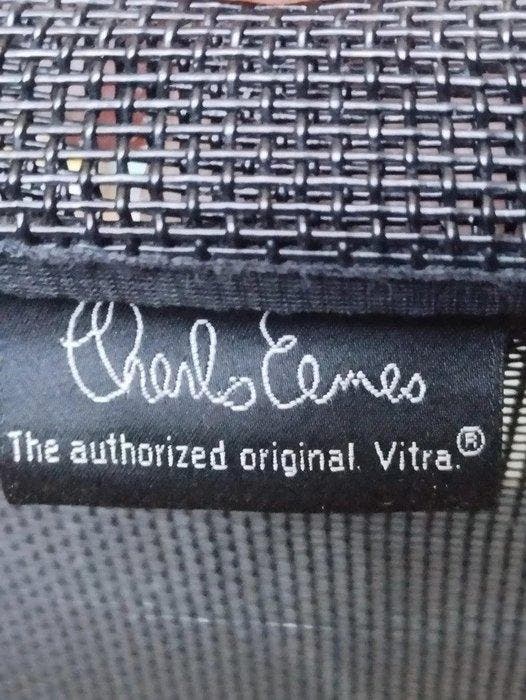 Charles Eames
The authorized original. Vitra.®